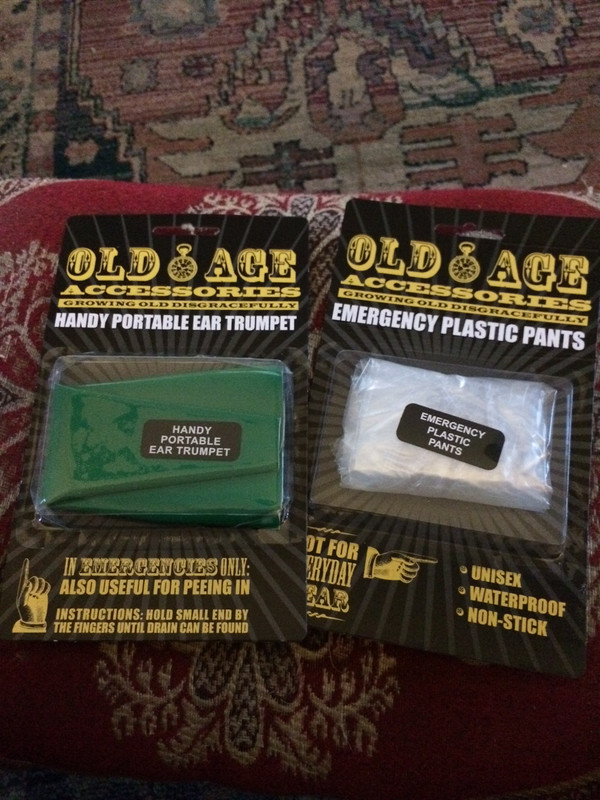 OLD AGE
ACCESSORIES
GROWING OLD DISGRACEFULLY
HANDY PORTABLE EAR TRUMPET
HANDY
PORTABLE
EAR TRUMPET
IN EMERGENCIES ONLY:
ALSO USEFUL FOR PEEING IN
INSTRUCTIONS: HOLD SMALL END BY
THE FINGERS UNTIL DRAIN CAN BE FOUND
OLD AGE
ACCESSORIES
GROWING OLD DISGRACEFULLY
EMERGENCY PLASTIC PANTS
EMERGENCY
PLASTIC
PANTS
OT FOR
ERYDAY
EAR
UNISEX
WATERPROOF
NON-STICK